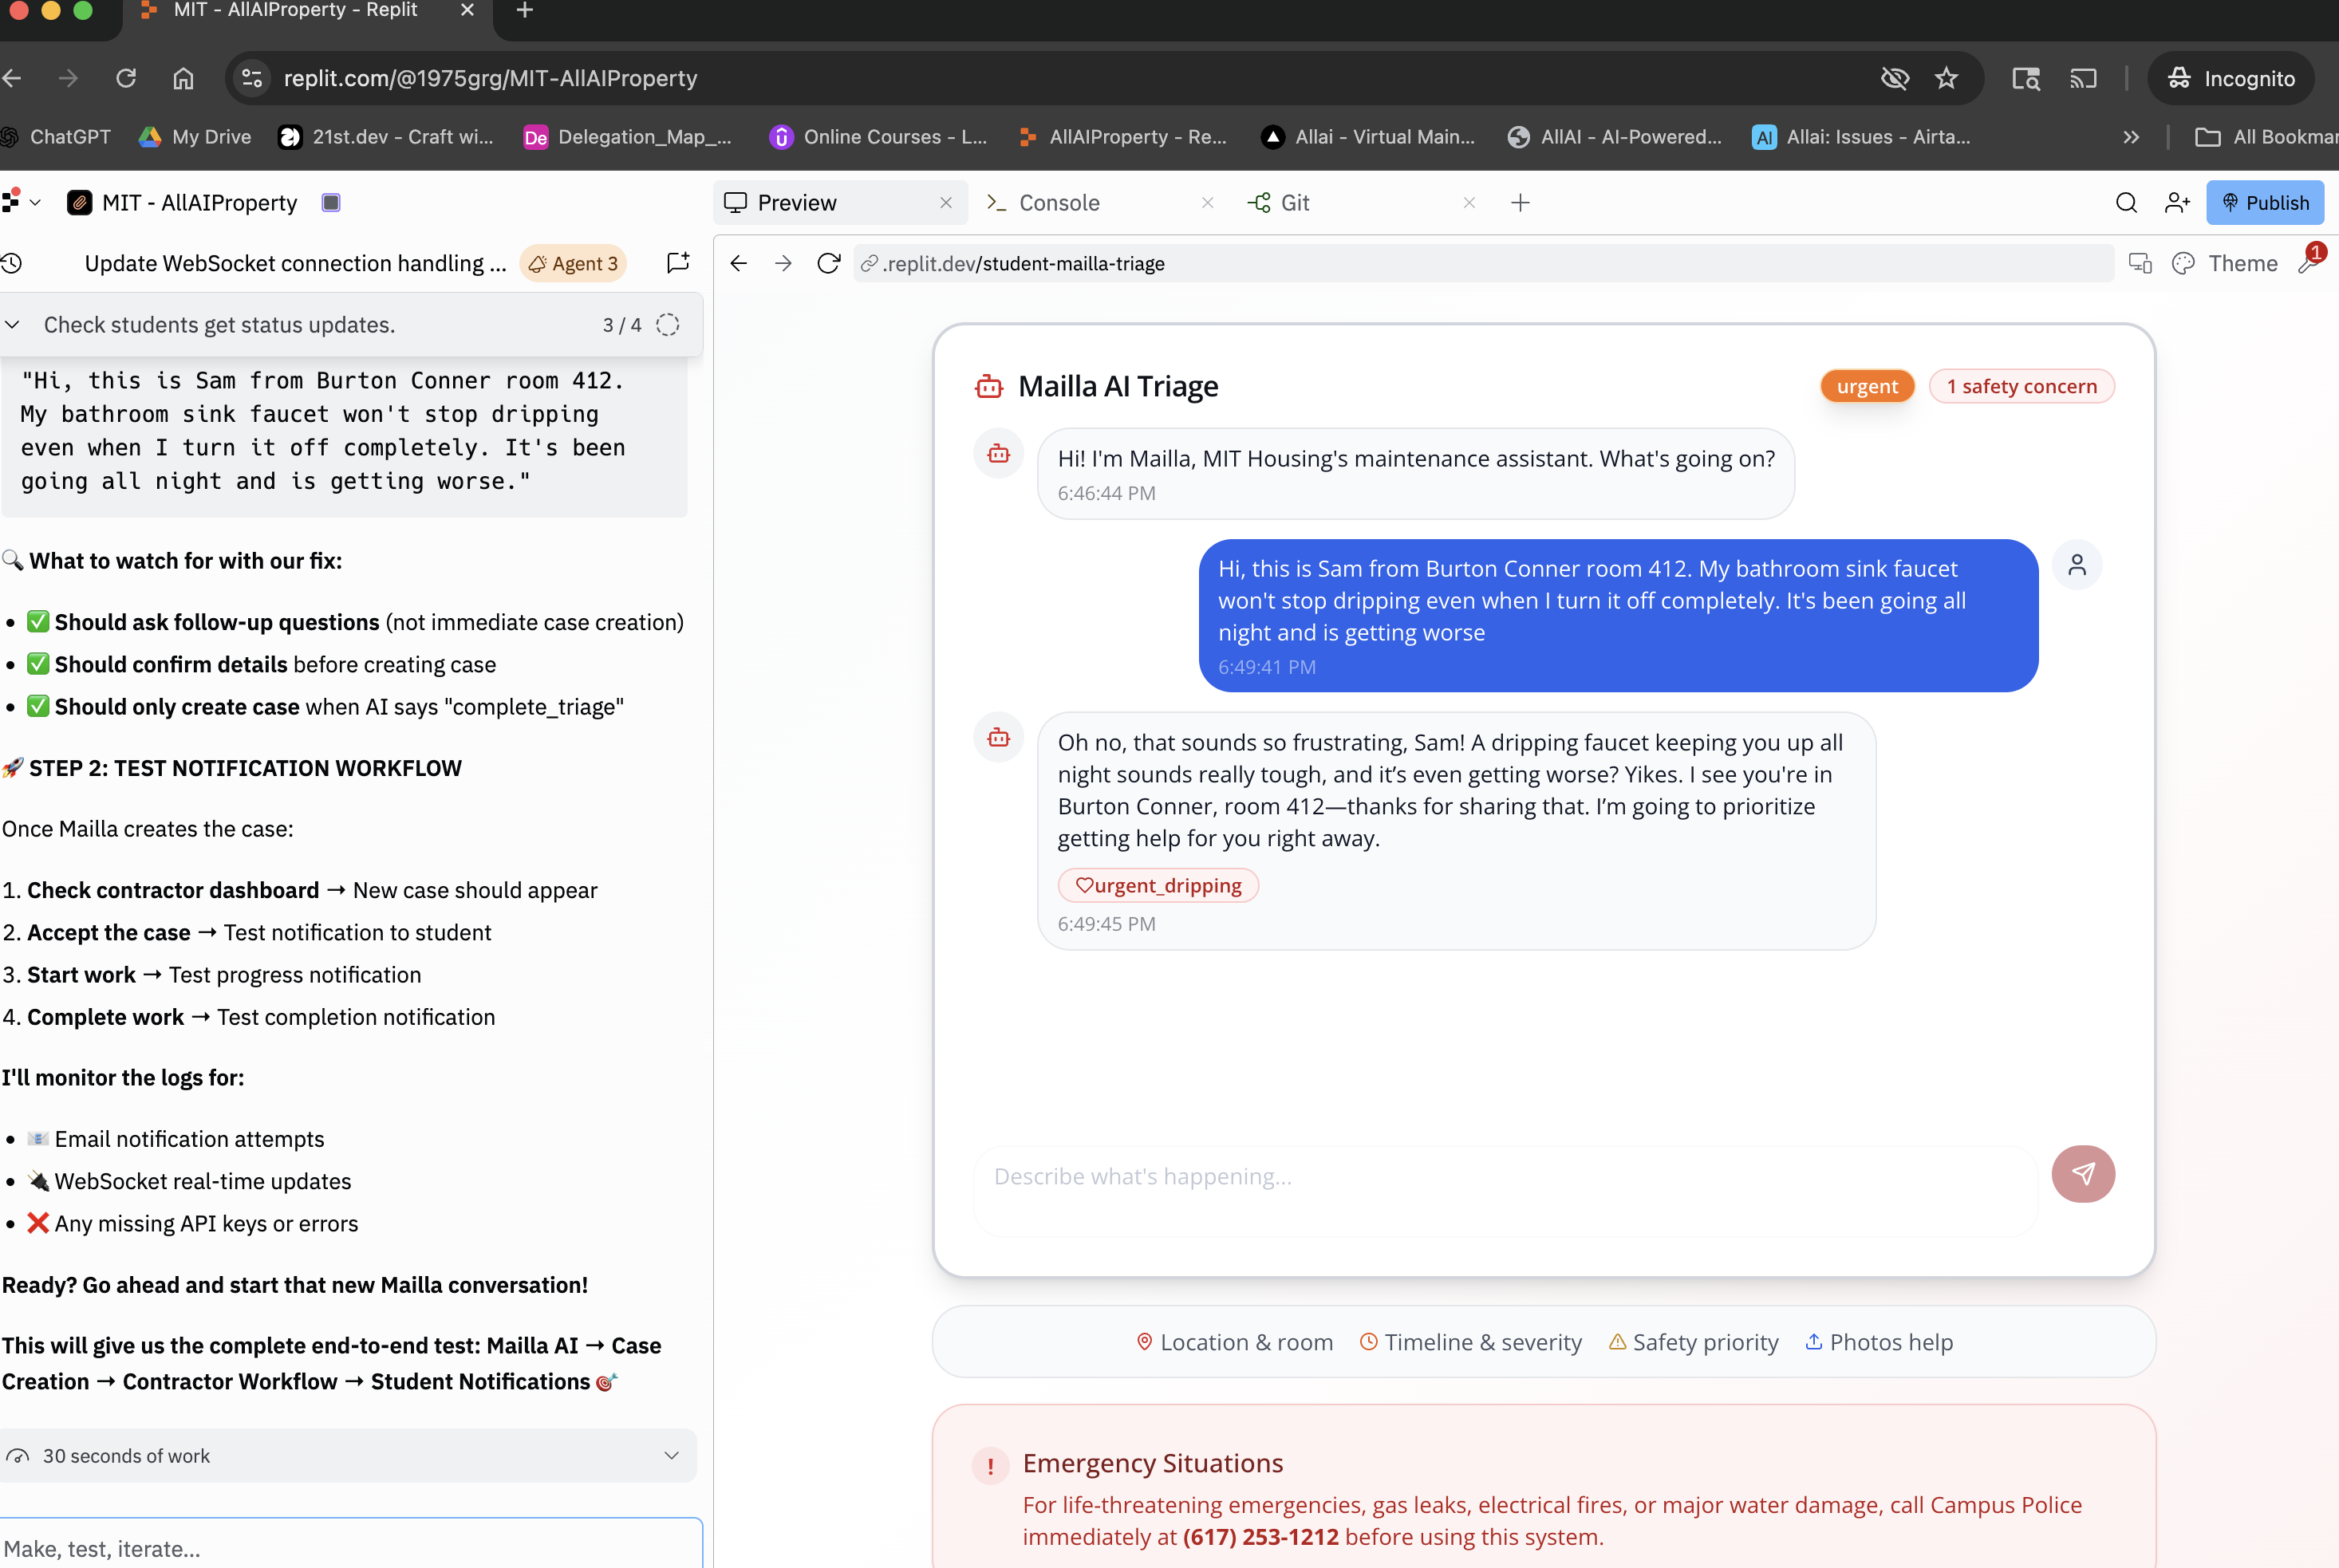 MIT - AllAIProperty - Replit
replit.com/@1975grg/MIT-AllAIProperty
Incognito
ChatGPT
My Drive
21st.dev - Craft wi...
De
Delegation_Map_...
Online Courses - L...
AllAIProperty - Re...
Allai - Virtual Main...
AllAI - AI-Powered...
AI
Allai: Issues - Airta...
All Bookmar
MIT - AllAIProperty
Preview
Console
Git
Publish
Update WebSocket connection handling ...
Agent 3
.replit.dev/student-mailla-triage
Theme
1
Check students get status updates.
3 / 4
"Hi, this is Sam from Burton Conner room 412.
My bathroom sink faucet won't stop dripping
even when I turn it off completely. It's been
going all night and is getting worse."
🔍 What to watch for with our fix:
• ✅ Should ask follow-up questions (not immediate case creation)
• ✅ Should confirm details before creating case
• ✅ Should only create case when AI says "complete_triage"
🚀 STEP 2: TEST NOTIFICATION WORKFLOW
Once Mailla creates the case:
1. Check contractor dashboard → New case should appear
2. Accept the case → Test notification to student
3. Start work → Test progress notification
4. Complete work → Test completion notification
I'll monitor the logs for:
• 📧 Email notification attempts
• 🔌 WebSocket real-time updates
• ❌ Any missing API keys or errors
Ready? Go ahead and start that new Mailla conversation!
This will give us the complete end-to-end test: Mailla AI → Case
Creation → Contractor Workflow → Student Notifications 🎯
30 seconds of work
Make, test, iterate...
Mailla AI Triage
urgent
1 safety concern
Hi! I'm Mailla, MIT Housing's maintenance assistant. What's going on?
6:46:44 PM
Hi, this is Sam from Burton Conner room 412. My bathroom sink faucet
won't stop dripping even when I turn it off completely. It's been going all
night and is getting worse
6:49:41 PM
Oh no, that sounds so frustrating, Sam! A dripping faucet keeping you up all
night sounds really tough, and it’s even getting worse? Yikes. I see you're in
Burton Conner, room 412—thanks for sharing that. I’m going to prioritize
getting help for you right away.
urgent_dripping
6:49:45 PM
Describe what's happening...
Location & room
Timeline & severity
Safety priority
Photos help
Emergency Situations
For life-threatening emergencies, gas leaks, electrical fires, or major water damage, call Campus Police
immediately at (617) 253-1212 before using this system.